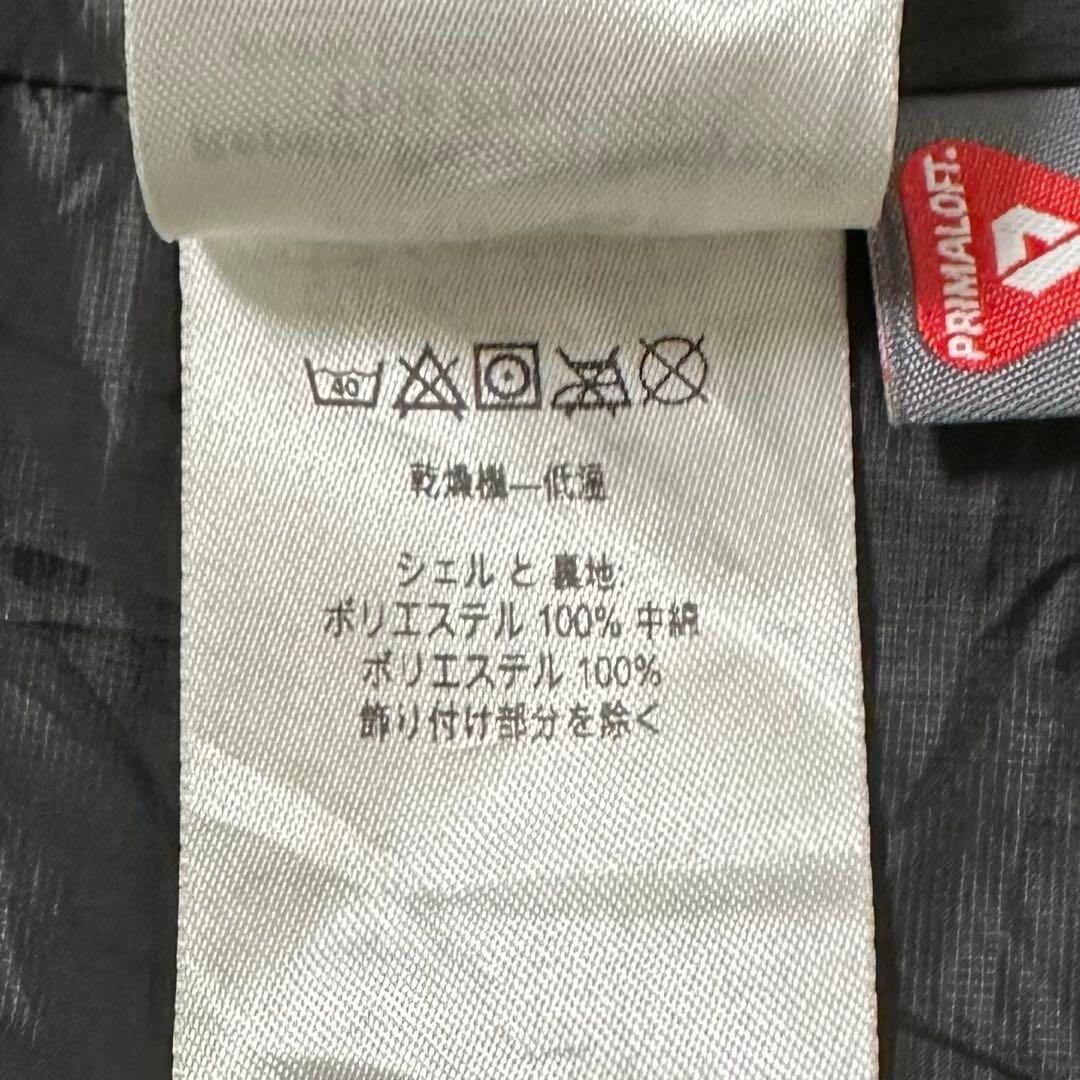 PRIMALOFT.
40
乾燥機—低温
シェル と 裏地:
ポリエステル 100% 中綿
ポリエステル 100%
飾り付け部分を除く